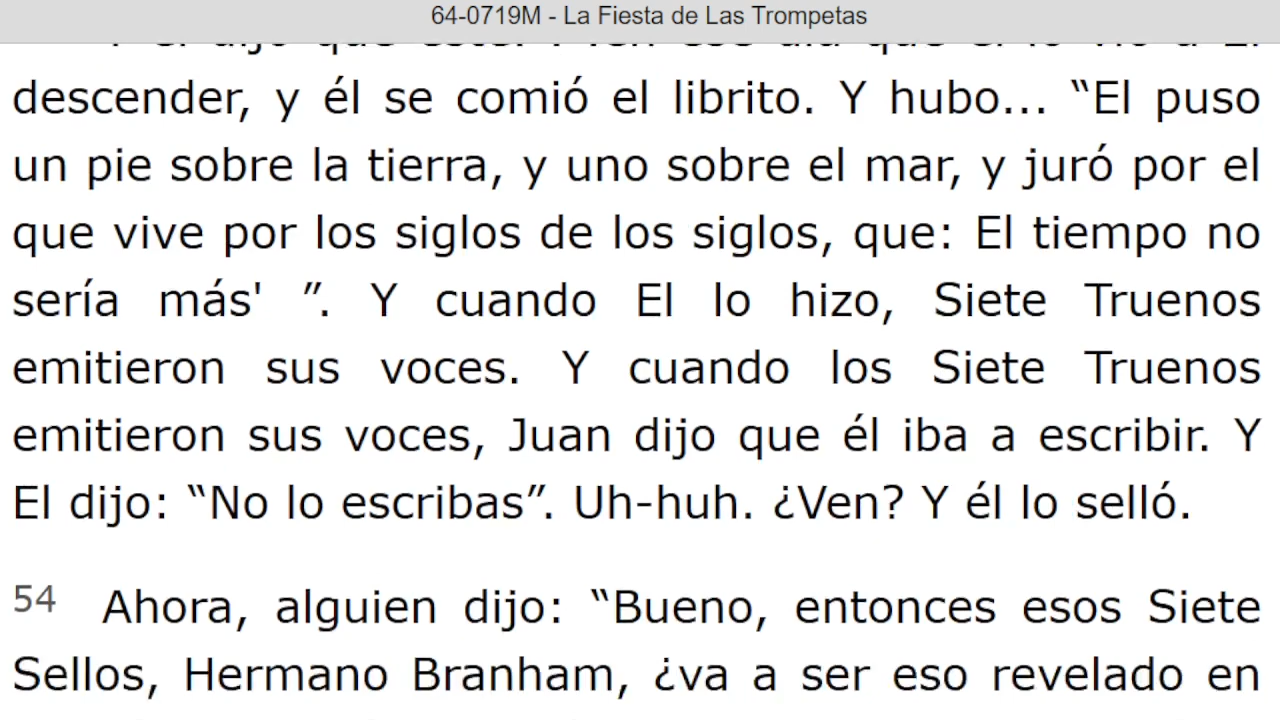 64-0719M - La Fiesta de Las Trompetas
descender, y él se comió el librito. Y hubo... “El puso
un pie sobre la tierra, y uno sobre el mar, y juró por el
que vive por los siglos de los siglos, que: El tiempo no
sería más' ”. Y cuando El lo hizo, Siete Truenos
emitieron sus voces. Y cuando los Siete Truenos
emitieron sus voces, Juan dijo que él iba a escribir. Y
El dijo: “No lo escribas”. Uh-huh. ¿Ven? Y él lo selló.
54 Ahora, alguien dijo: “Bueno, entonces esos Siete
Sellos, Hermano Branham, ¿va a ser eso revelado en